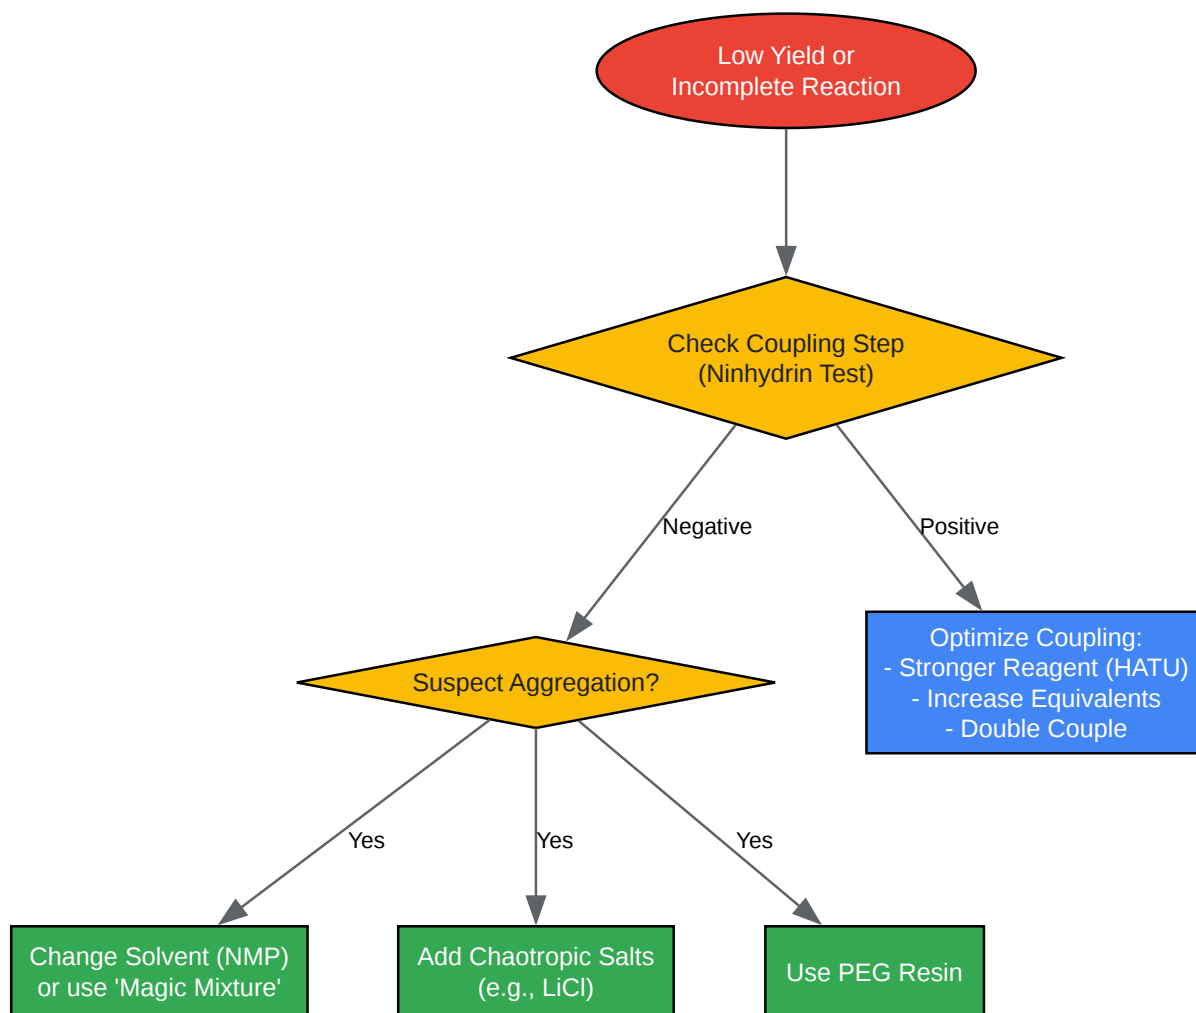 Low Yield or
Incomplete Reaction
Check Coupling Step
(Ninhydrin Test)
Negative
Positive
Optimize Coupling:
- Stronger Reagent (HATU)
- Increase Equivalents
- Double Couple
Suspect Aggregation?
Yes
Yes
Yes
Change Solvent (NMP)
or use 'Magic Mixture'
Add Chaotropic Salts
(e.g., LiCl)
Use PEG Resin